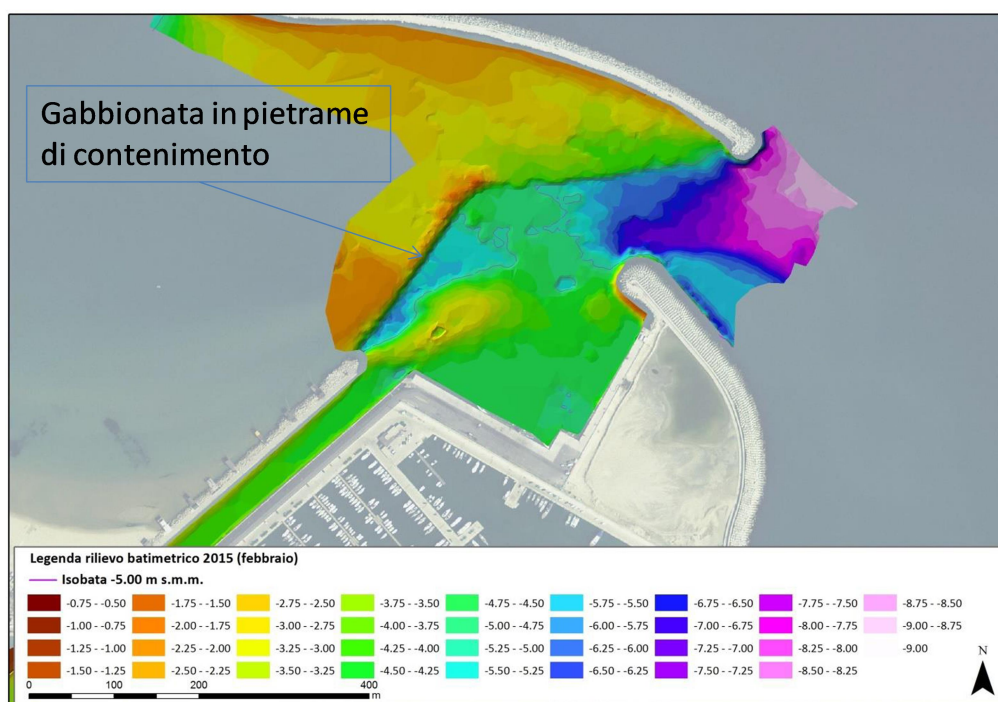 Gabbionata in pietrame
di contenimento
Legenda rilievo batimetrico 2015 (febbraio)
Isobata -5.00 m s.m.m.
-0.75 - -0.50 -1.75 - -1.50 -2.75 - -2.50 -3.75 - -3.50 -4.75 - -4.50 -5.75 - -5.50 -6.75 - -6.50 -7.75 - -7.50 -8.75 - -8.50
-1.00 - -0.75 -2.00 - -1.75 -3.00 - -2.75 -4.00 - -3.75 -5.00 - -4.75 -6.00 - -5.75 -7.00 - -6.75 -8.00 - -7.75 -9.00 - -8.75
-1.25 - -1.00 -2.25 - -2.00 -3.25 - -3.00 -4.25 - -4.00 -5.25 - -5.00 -6.25 - -6.00 -7.25 - -7.00 -8.25 - -8.00 -9.00
-1.50 - -1.25 -2.50 - -2.25 -3.50 - -3.25 -4.50 - -4.25 -5.50 - -5.25 -6.50 - -6.25 -7.50 - -7.25 -8.50 - -8.25
0 100 200 400
m
N